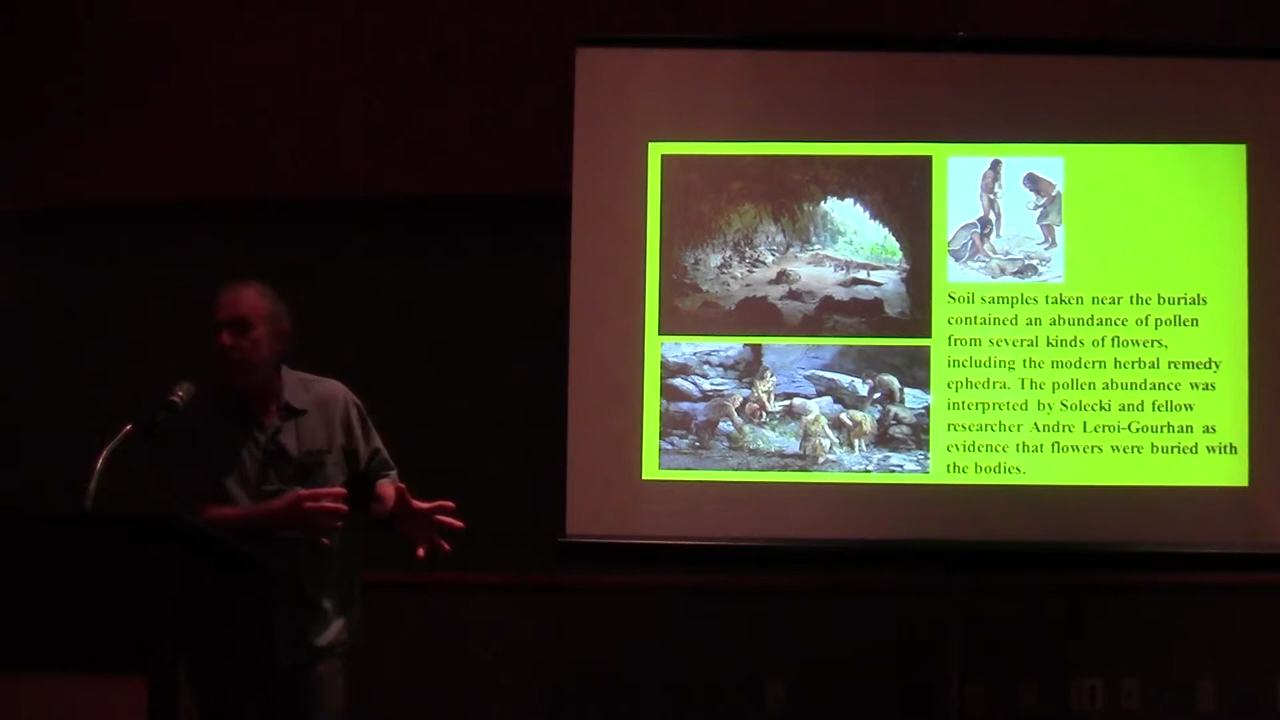 Soil samples taken near the burials
contained an abundance of pollen
from several kinds of flowers,
including the modern herbal remedy
ephedra. The pollen abundance was
interpreted by Solecki and fellow
researcher Andre Leroi-Gourhan as
evidence that flowers were buried with
the bodies.